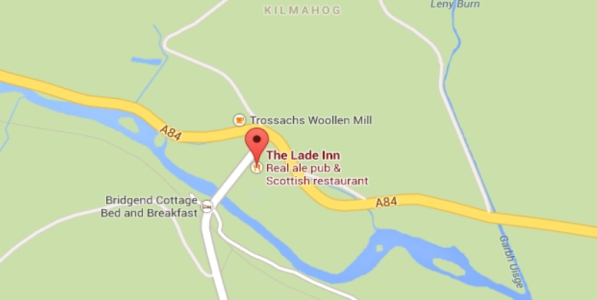 KILMAHOG
Leny Burn
A84
Trossachs Woollen Mill
The Lade Inn
Real ale pub &
Scottish restaurant
Bridgend Cottage
Bed and Breakfast
A84
Garbh Uisge